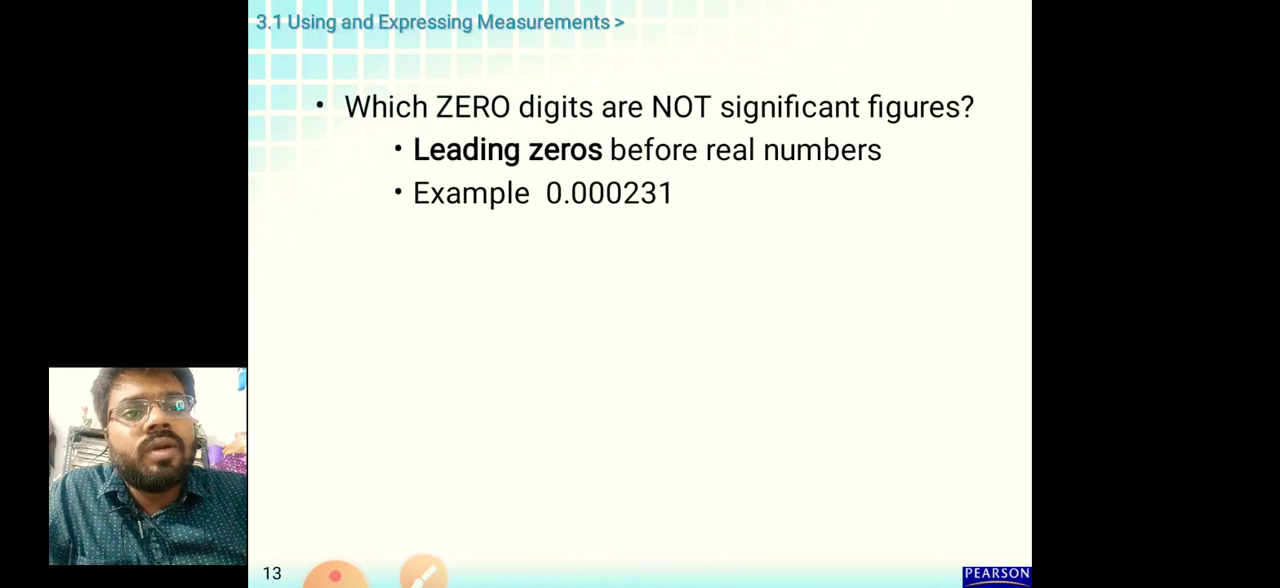 3.1 Using and Expressing Measurements >
• Which ZERO digits are NOT significant figures?
• Leading zeros before real numbers
• Example 0.000231
13
PEARSON